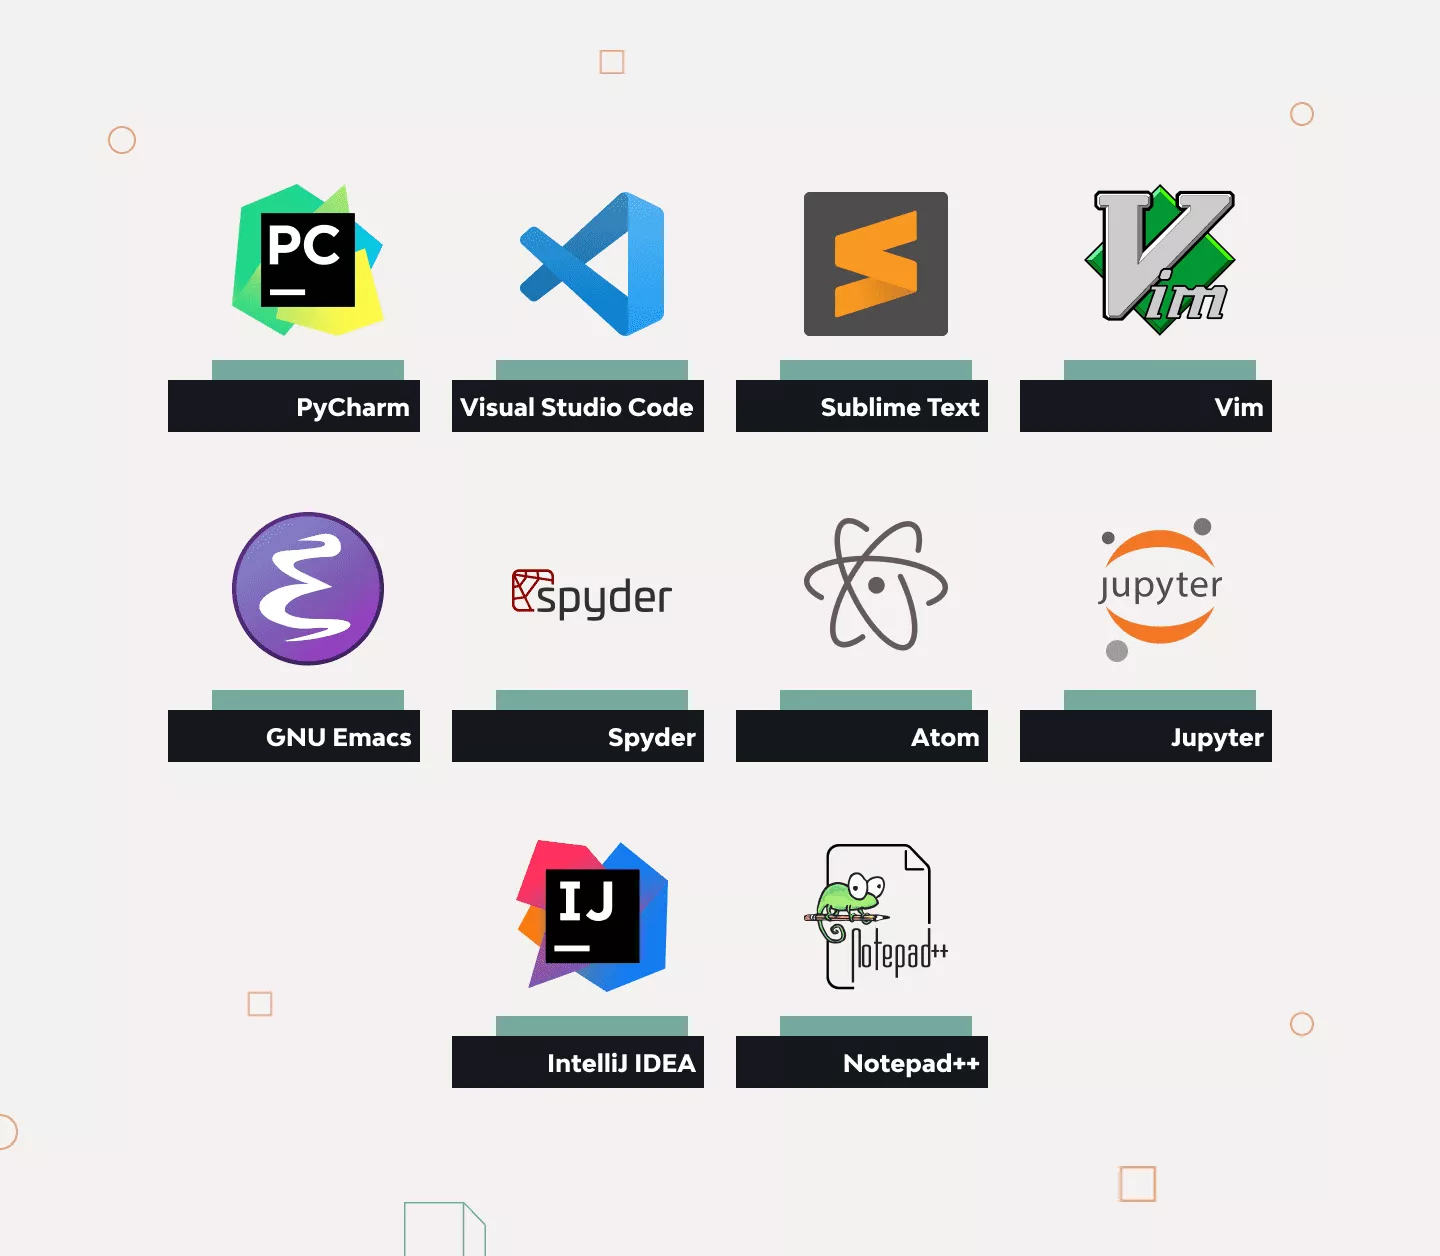 PC
PyCharm
Visual Studio Code
Sublime Text
Vim
Vim
GNU Emacs
spyder
Spyder
Atom
jupyter
Jupyter
IJ
IntelliJ IDEA
Notepad++
Notepad++